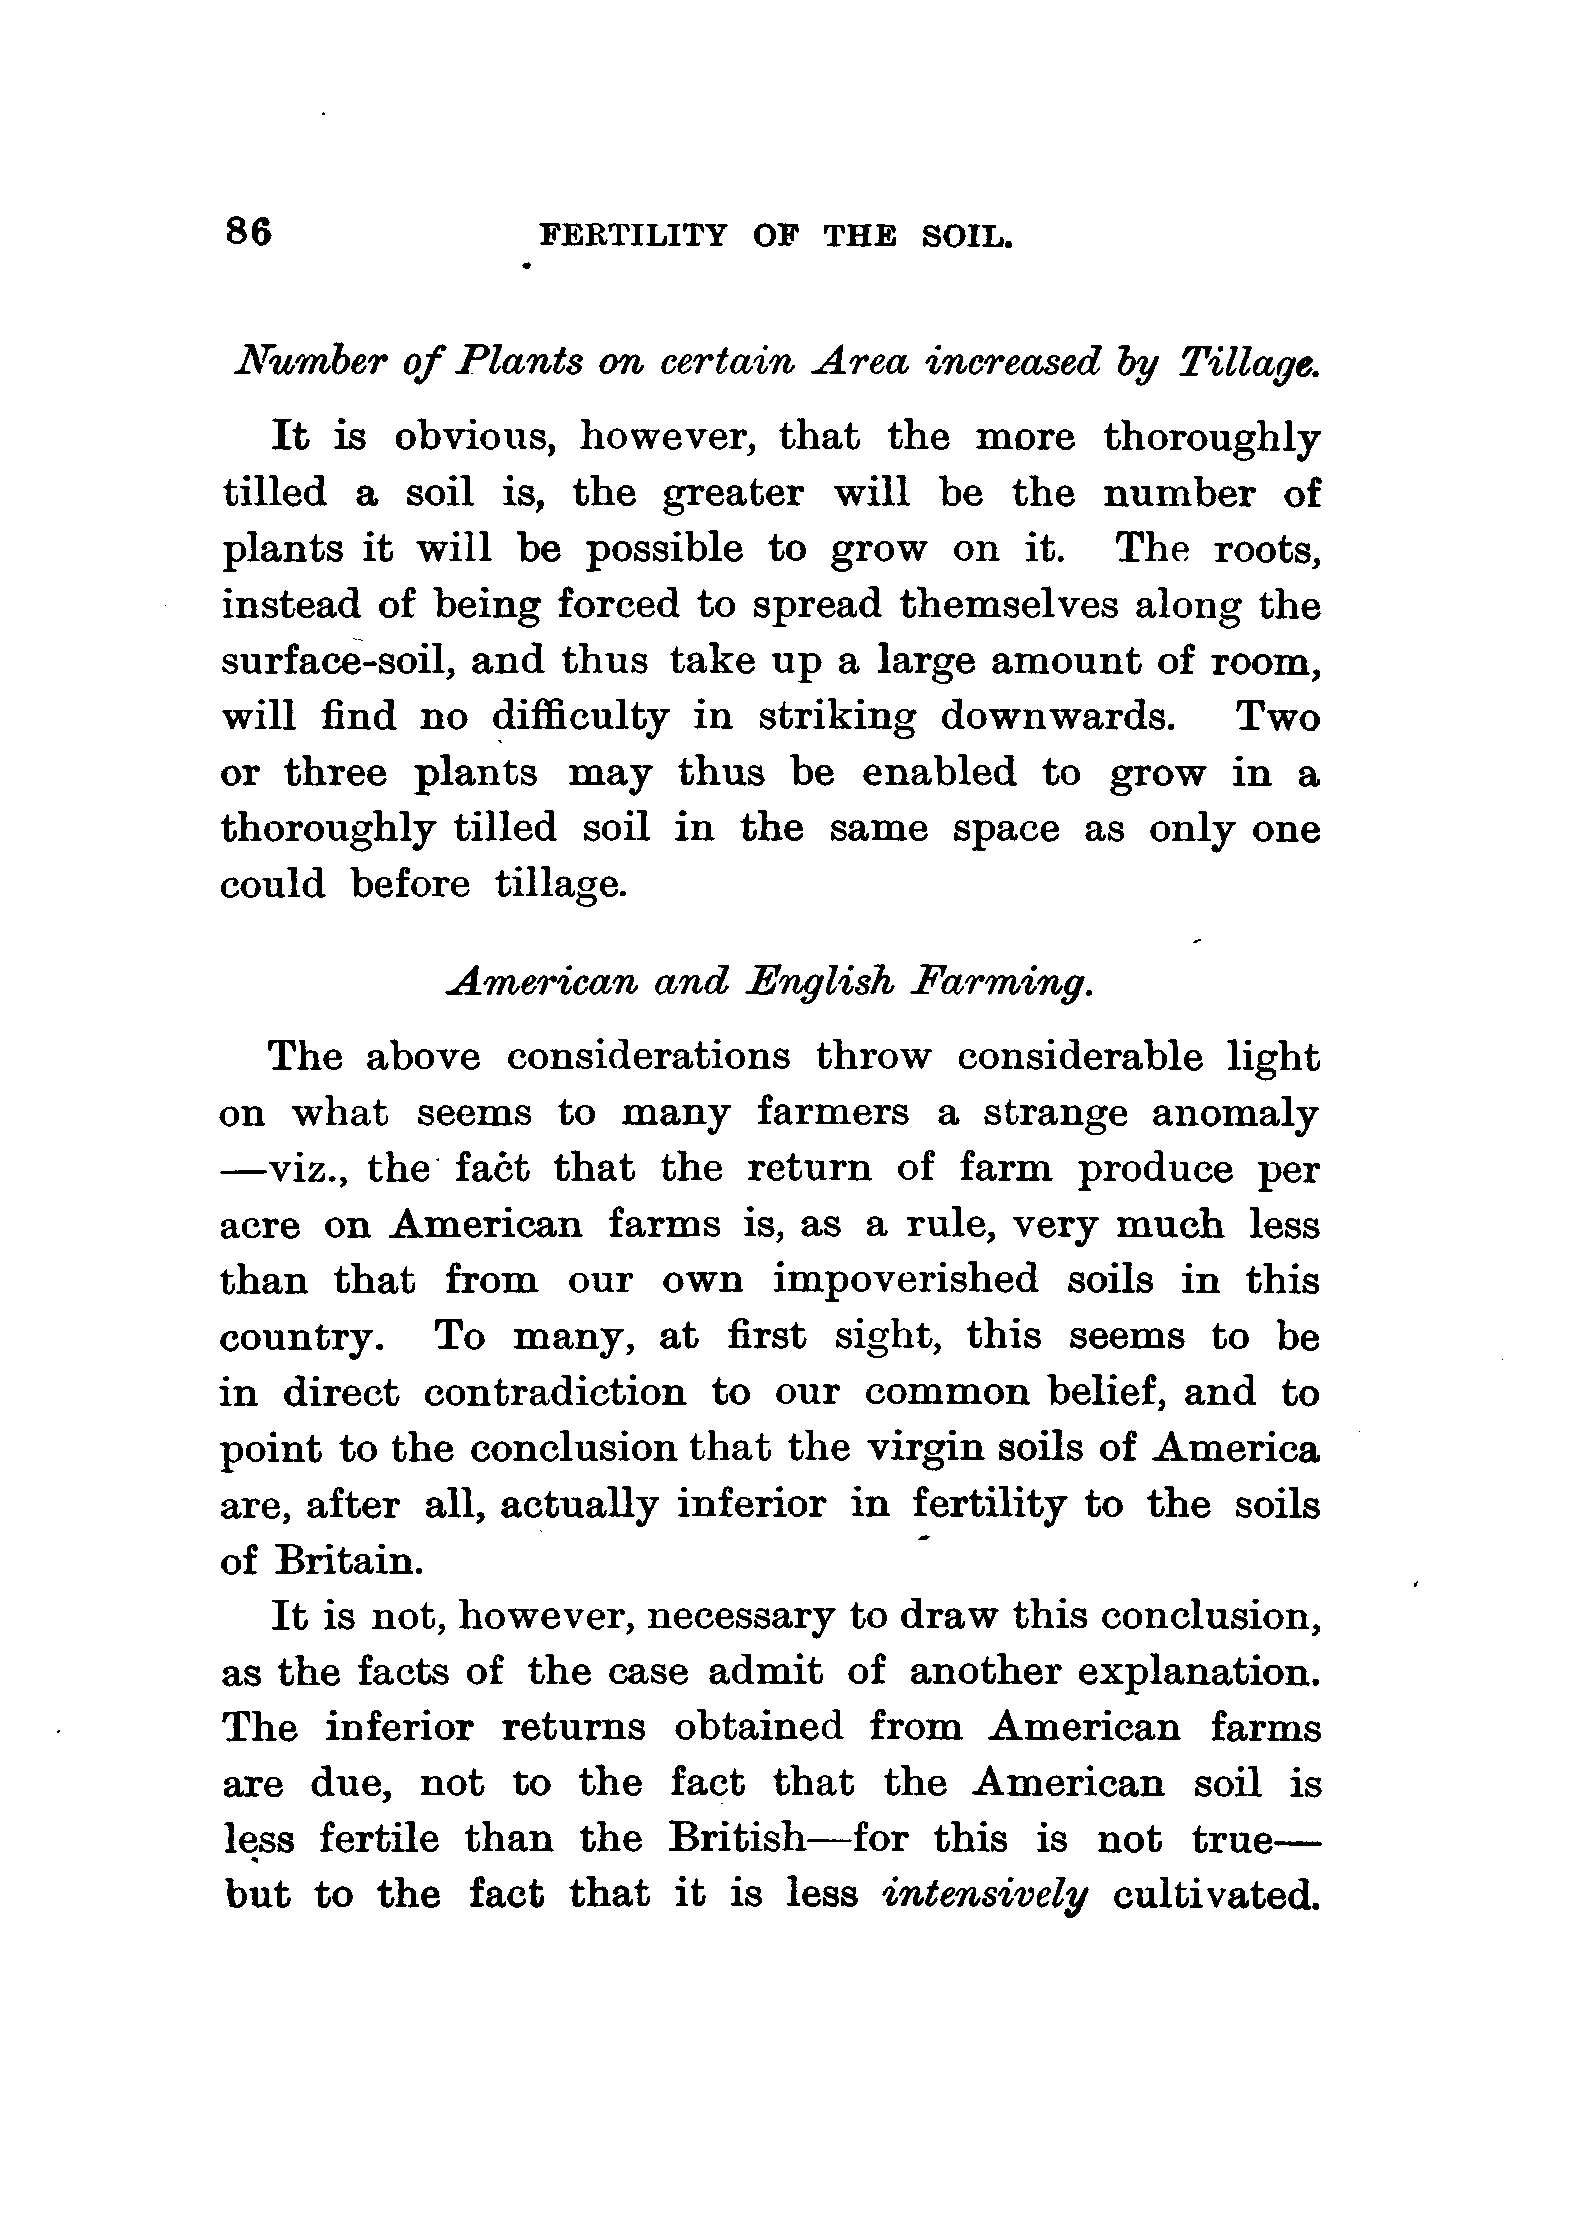 86 FERTILITY OF THE SOIL.
Number of Plants on certain Area increased by Tillage.
It is obvious, however, that the more thoroughly
tilled a soil is, the greater will be the number of
plants it will be possible to grow on it. The roots,
instead of being forced to spread themselves along the
surface-soil, and thus take up a large amount of room,
will find no difficulty in striking downwards. Two
or three plants may thus be enabled to grow in a
thoroughly tilled soil in the same space as only one
could before tillage.
American and English Farming.
The above considerations throw considerable light
on what seems to many farmers a strange anomaly
—viz., the fact that the return of farm produce per
acre on American farms is, as a rule, very much less
than that from our own impoverished soils in this
country. To many, at first sight, this seems to be
in direct contradiction to our common belief, and to
point to the conclusion that the virgin soils of America
are, after all, actually inferior in fertility to the soils
of Britain.
It is not, however, necessary to draw this conclusion,
as the facts of the case admit of another explanation.
The inferior returns obtained from American farms
are due, not to the fact that the American soil is
less fertile than the British—for this is not true—
but to the fact that it is less intensively cultivated.